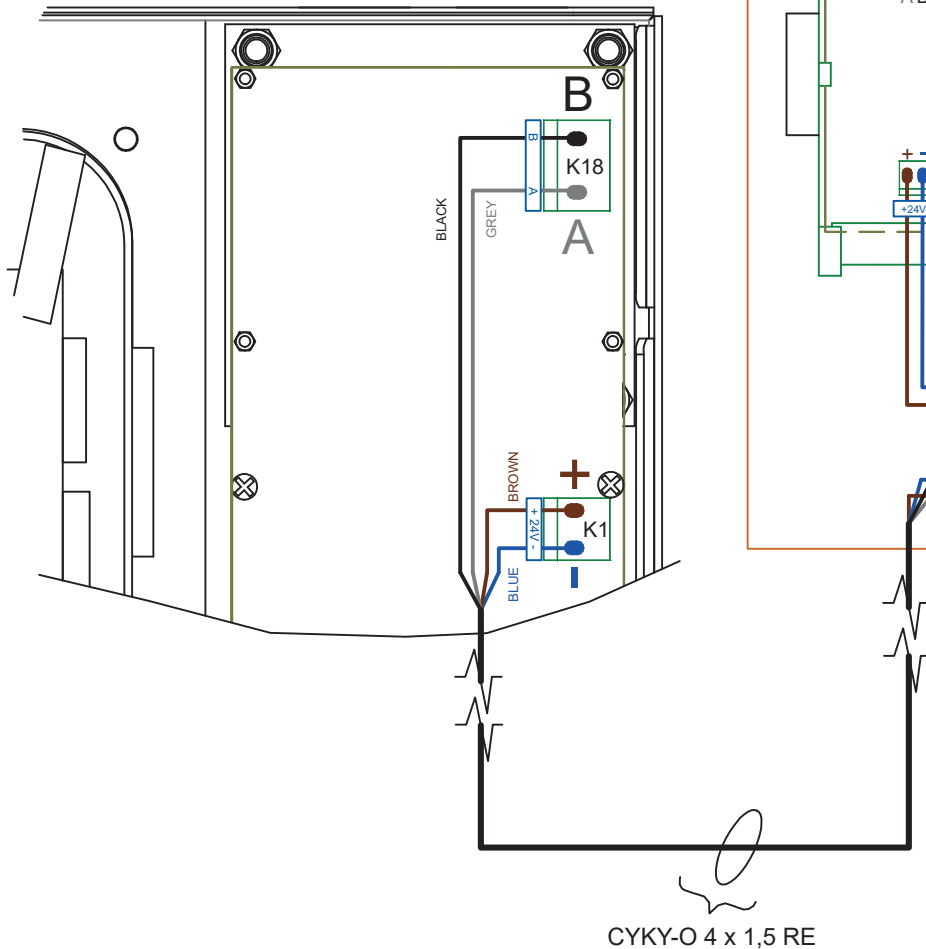 A B
B
B
K18
A
A
BLACK
GREY
+ -
+24V
BROWN
+
+ 24V -
K1
-
BLUE
CYKY-O 4 x 1,5 RE